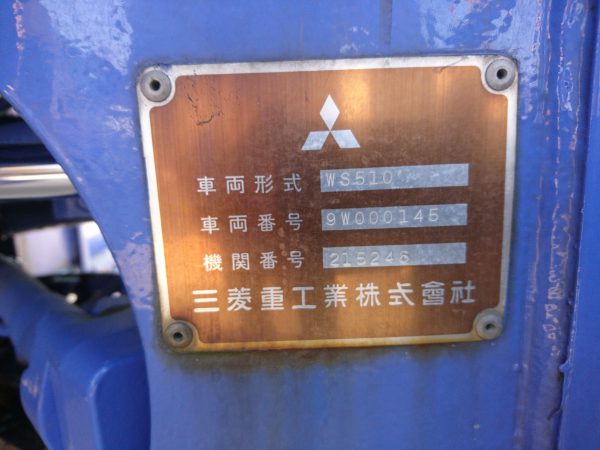 車両形式 WS510
車両番号 9W000145
機関番号 215246
三菱重工業株式會社